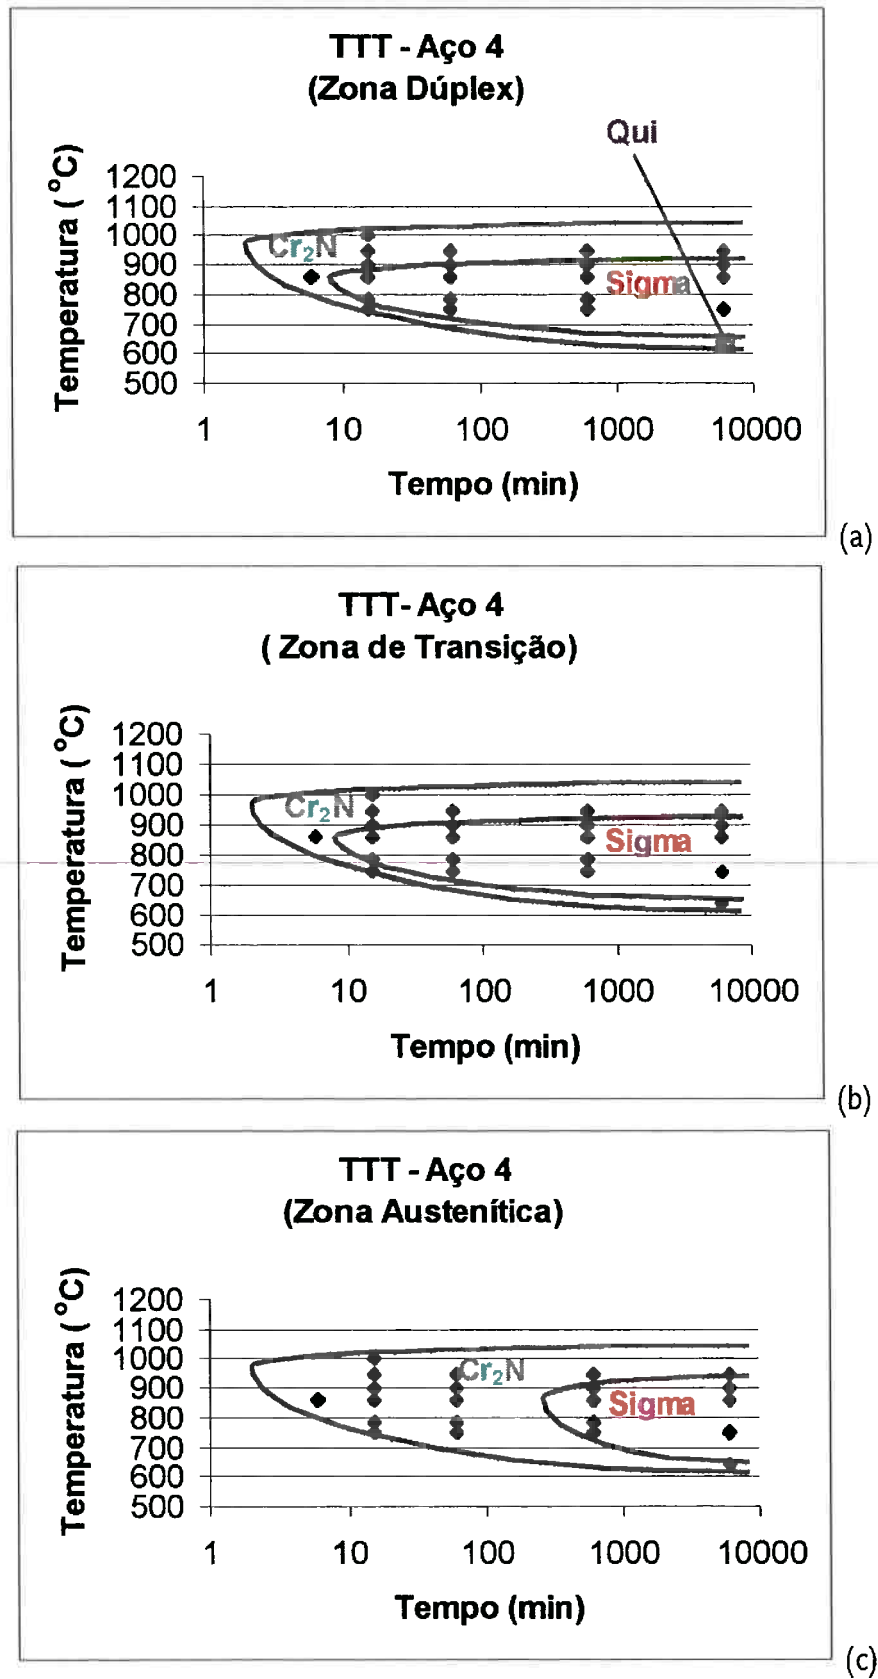 TTT - Aço 4
(Zona Dúplex)
Qui
Temperatura ( °C)
1200
1100
1000
900
800
700
600
500
Cr₂N
Sigma
1 10 100 1000 10000
Tempo (min)
(a)
TTT- Aço 4
( Zona de Transição)
Temperatura ( °C)
1200
1100
1000
900
800
700
600
500
Cr₂N
Sigma
1 10 100 1000 10000
Tempo (min)
(b)
TTT - Aço 4
(Zona Austenítica)
Temperatura ( °C)
1200
1100
1000
900
800
700
600
500
Cr₂N
Sigma
1 10 100 1000 10000
Tempo (min)
(c)